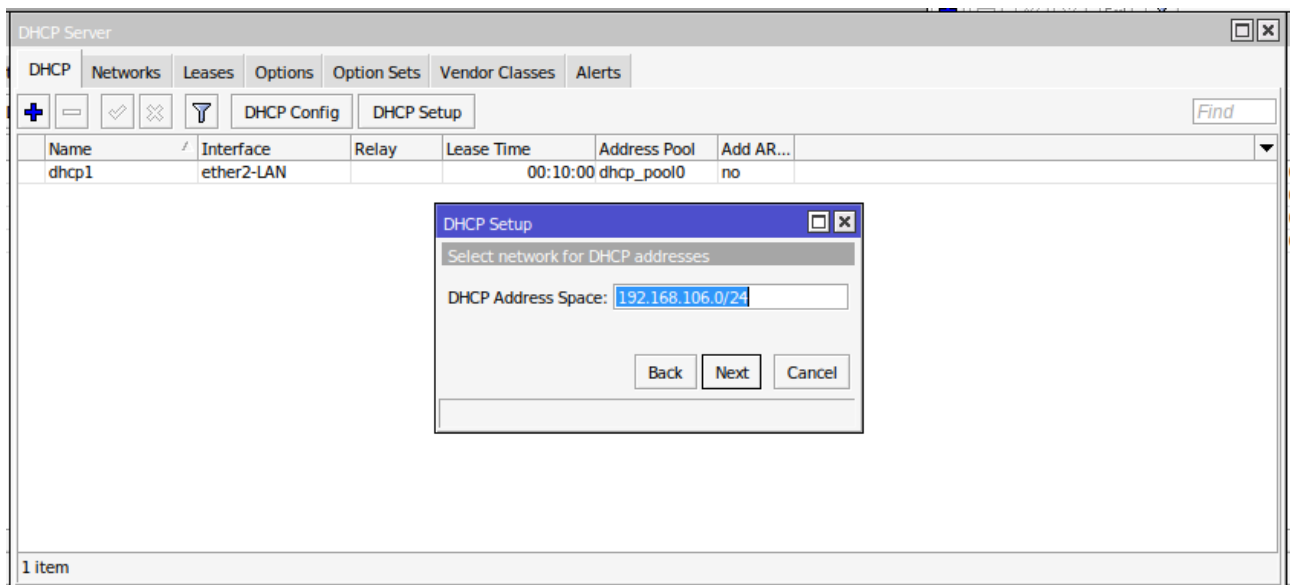 DHCP Server
DHCP Networks Leases Options Option Sets Vendor Classes Alerts
DHCP Config DHCP Setup Find
Name Interface Relay Lease Time Address Pool Add AR...
dhcp1 ether2-LAN 00:10:00 dhcp_pool0 no
DHCP Setup
Select network for DHCP addresses
DHCP Address Space: 192.168.106.0/24
Back Next Cancel
1 item